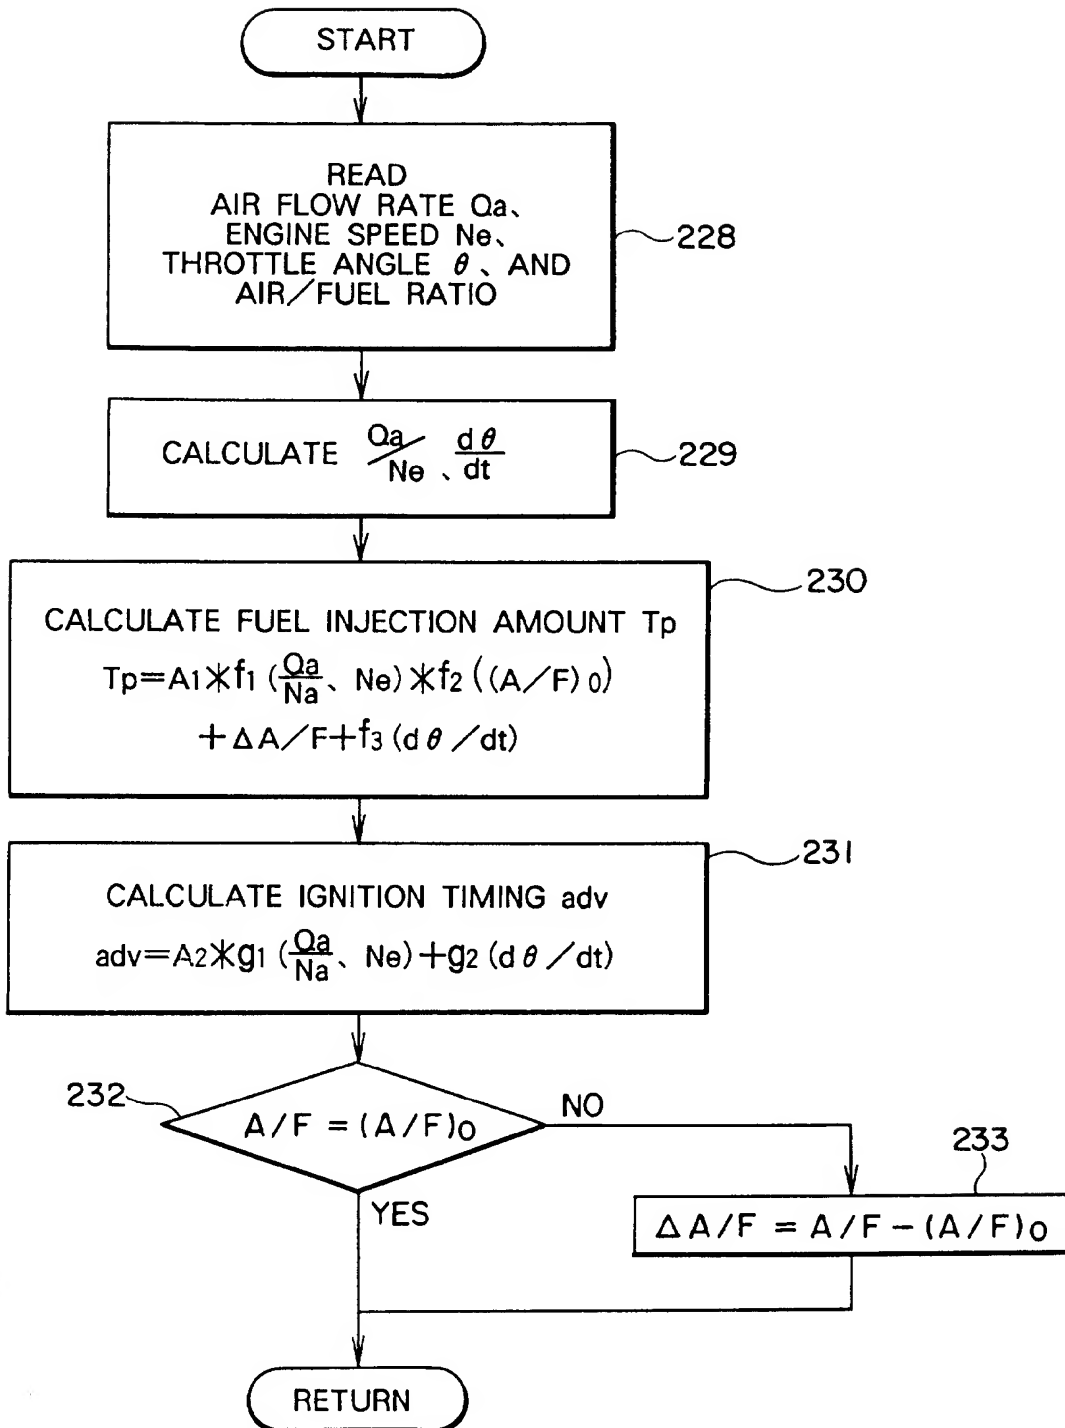 START
READ
AIR FLOW RATE Qa、
ENGINE SPEED Ne、
THROTTLE ANGLE θ、AND
AIR/FUEL RATIO
228
CALCULATE Qa/Ne、dθ/dt
229
230
CALCULATE FUEL INJECTION AMOUNT Tp
Tp=A1*f1(Qa/Na、Ne)*f2((A/F)0)
+ΔA/F+f3(dθ/dt)
231
CALCULATE IGNITION TIMING adv
adv=A2*g1(Qa/Na、Ne)+g2(dθ/dt)
232
A/F=(A/F)0
NO
YES
233
ΔA/F=A/F-(A/F)0
RETURN